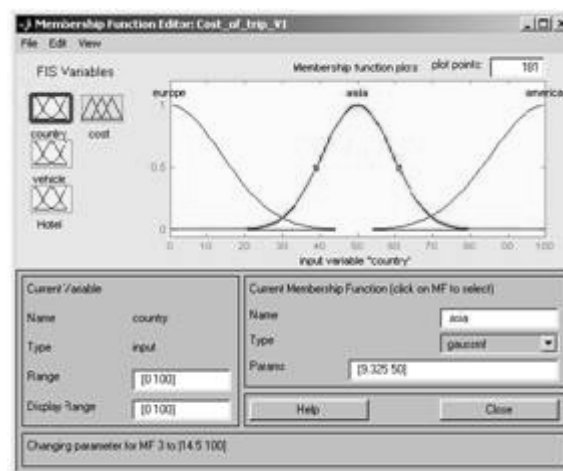 Membership Function Editor: Cost_of_trip_V1
File Edit View
FIS Variables
Membership function plots plot points: 181
country
cost
vehicle
Hotel
europe asia america
1
0.5
0
0 10 20 30 40 50 60 70 80 90 100
input variable "country"
Current Variable
Name country
Type input
Range [0 100]
Display Range [0 100]
Current Membership Function (click on MF to select)
Name asia
Type gaussmf
Params [9.325 50]
Help Close
Changing parameter for MF 3 to [14.5 100]